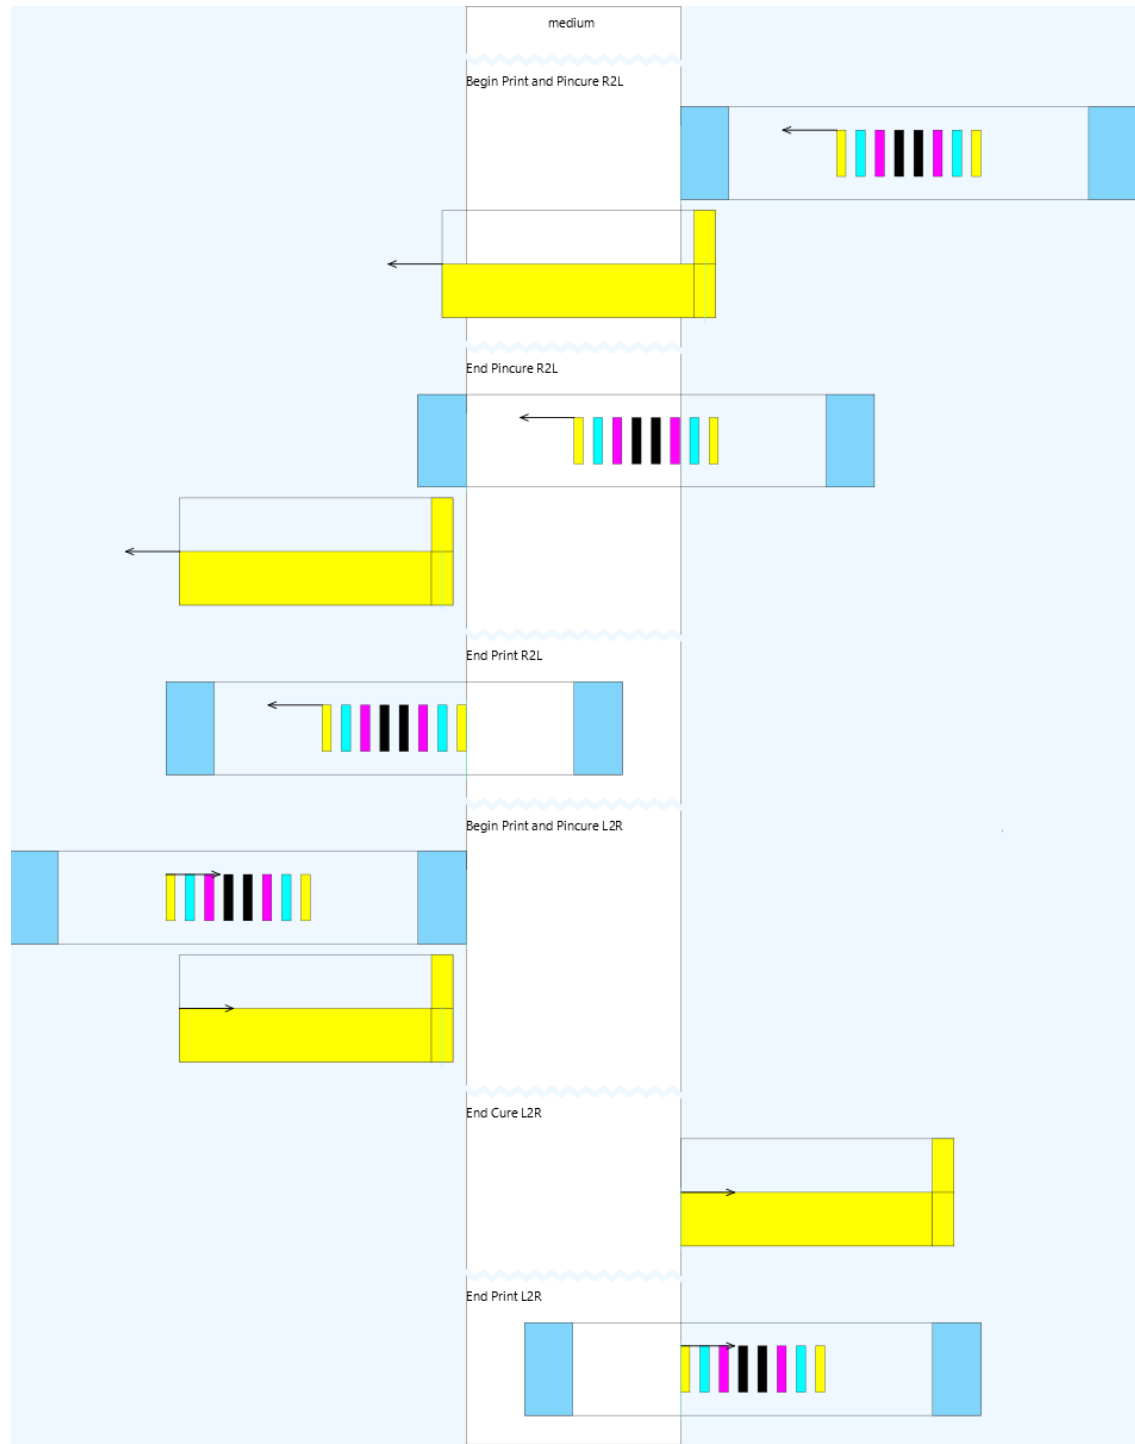 medium
Begin Print and Pincure R2L
End Pincure R2L
End Print R2L
Begin Print and Pincure L2R
End Cure L2R
End Print L2R